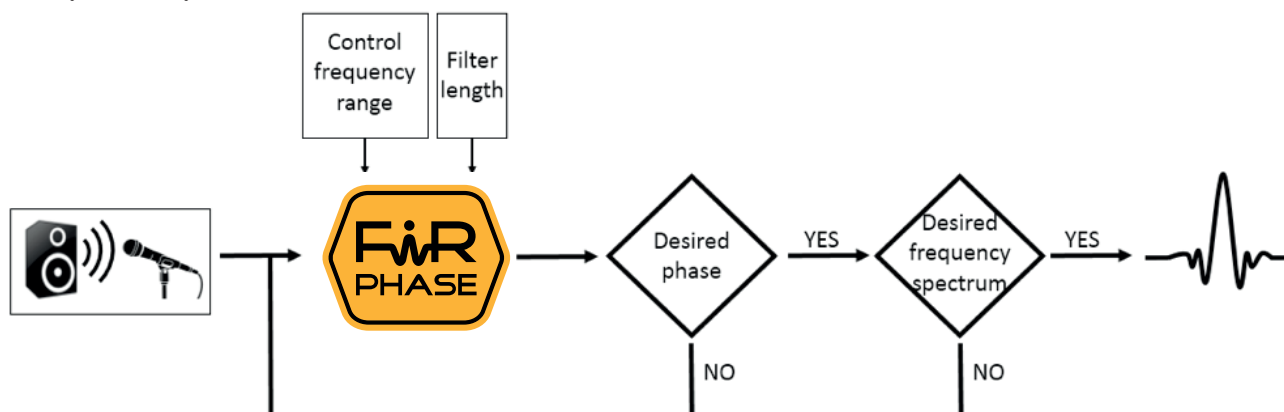 Control
frequency
range
Filter
length
FiR
PHASE
Desired
phase
YES
Desired
frequency
spectrum
YES
NO
NO